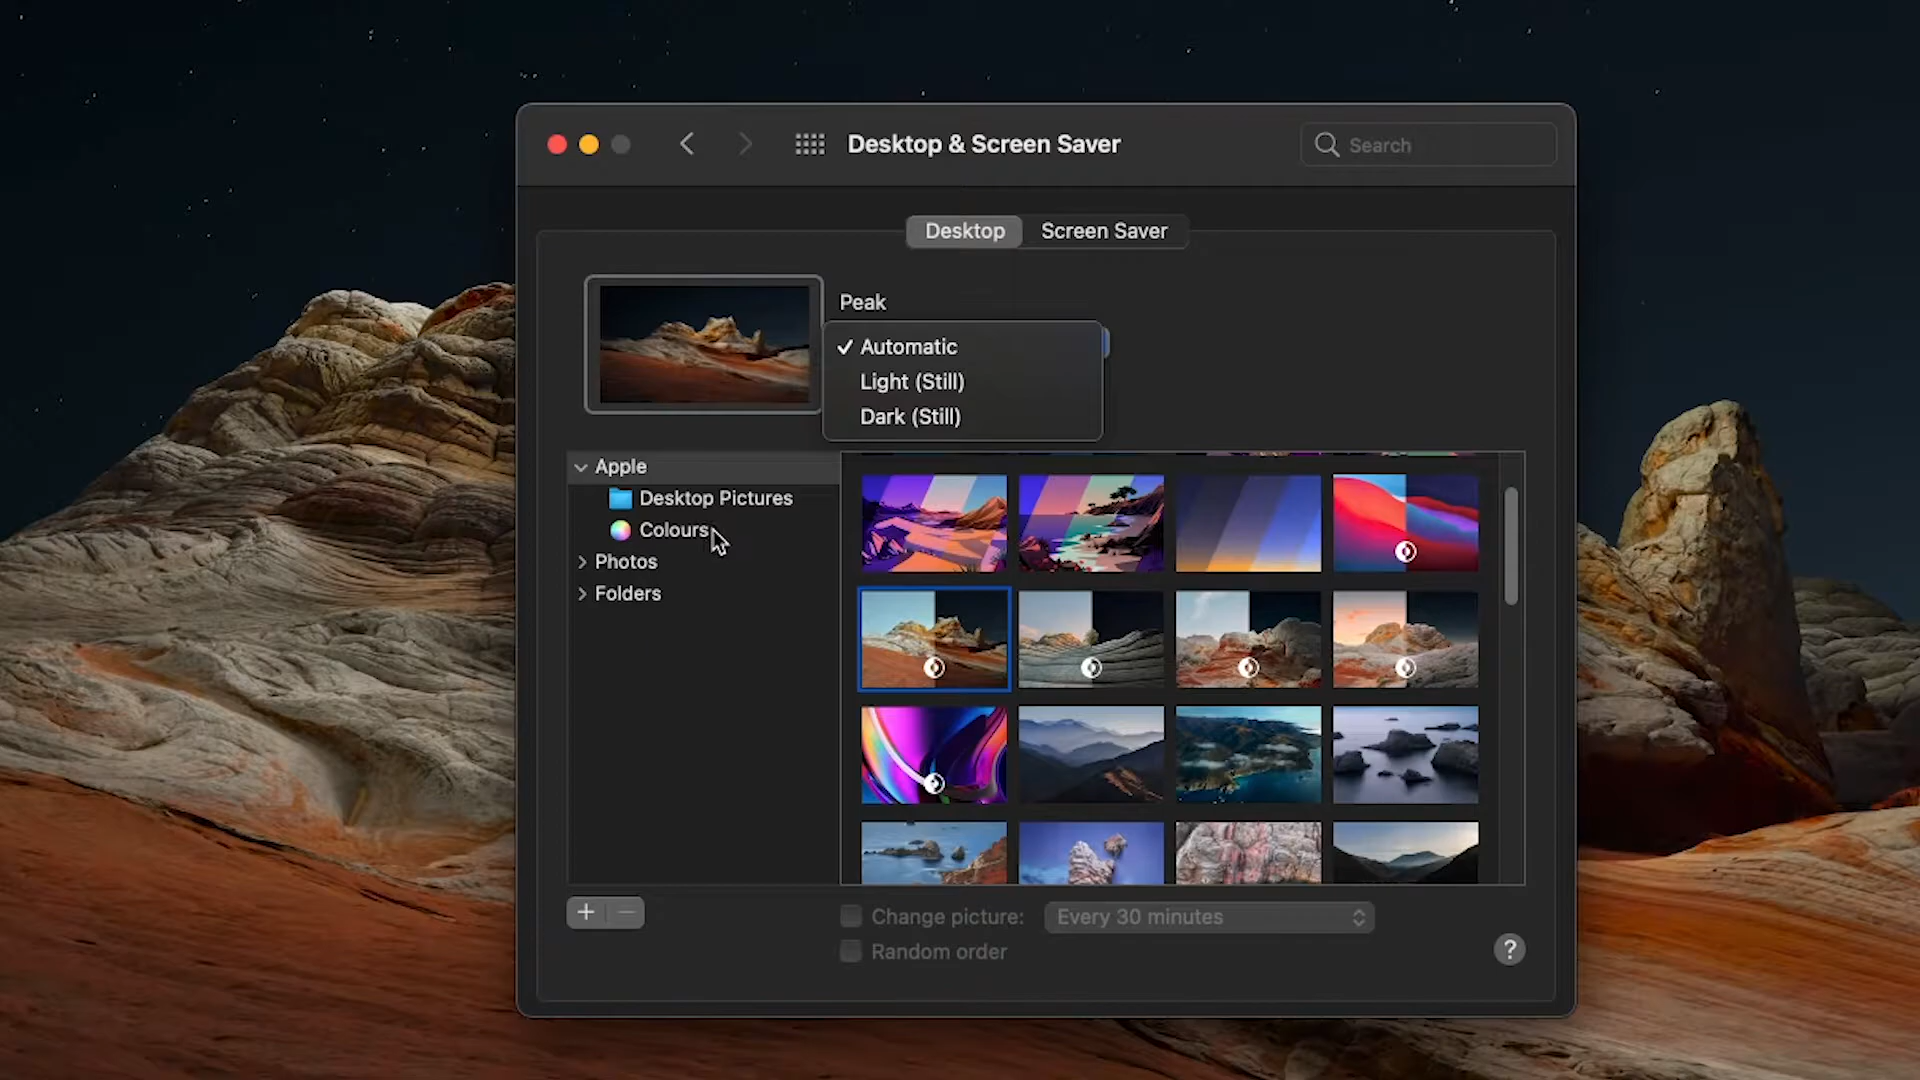 Desktop & Screen Saver
Search
Desktop
Screen Saver
Peak
Automatic
Light (Still)
Dark (Still)
Apple
Desktop Pictures
Colours
Photos
Folders
Change picture:
Every 30 minutes
Random order
?